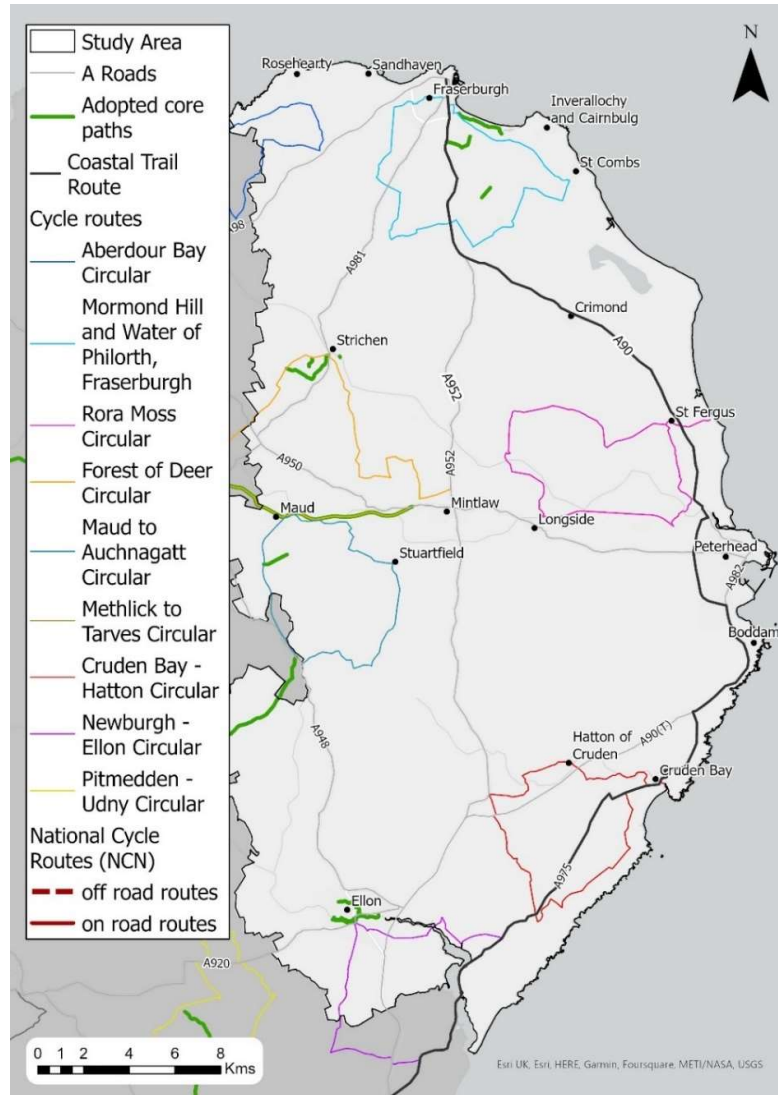 Study Area
A Roads
Adopted core
paths
Coastal Trail
Route
Cycle routes
Aberdour Bay
Circular
Mormond Hill
and Water of
Philorth,
Fraserburgh
Rora Moss
Circular
Forest of Deer
Circular
Maud to
Auchnagatt
Circular
Methlick to
Tarves Circular
Cruden Bay -
Hatton Circular
Newburgh -
Ellon Circular
Pitmedden -
Udny Circular
National Cycle
Routes (NCN)
off road routes
on road routes
0 1 2 4 6 8
Kms
N
Rosehearty
Sandhaven
Fraserburgh
Inverallochy
and Cairnbulg
St Combs
A98
A981
Crimond
Strichen
A90
A952
St Fergus
A950
A952
Maud
Mintlaw
Longside
Stuartfield
Peterhead
A982
Boddam
A948
Hatton of
Cruden
A90(T)
Cruden Bay
A975
Ellon
A920
Esri UK, Esri, HERE, Garmin, Foursquare, METI/NASA, USGS